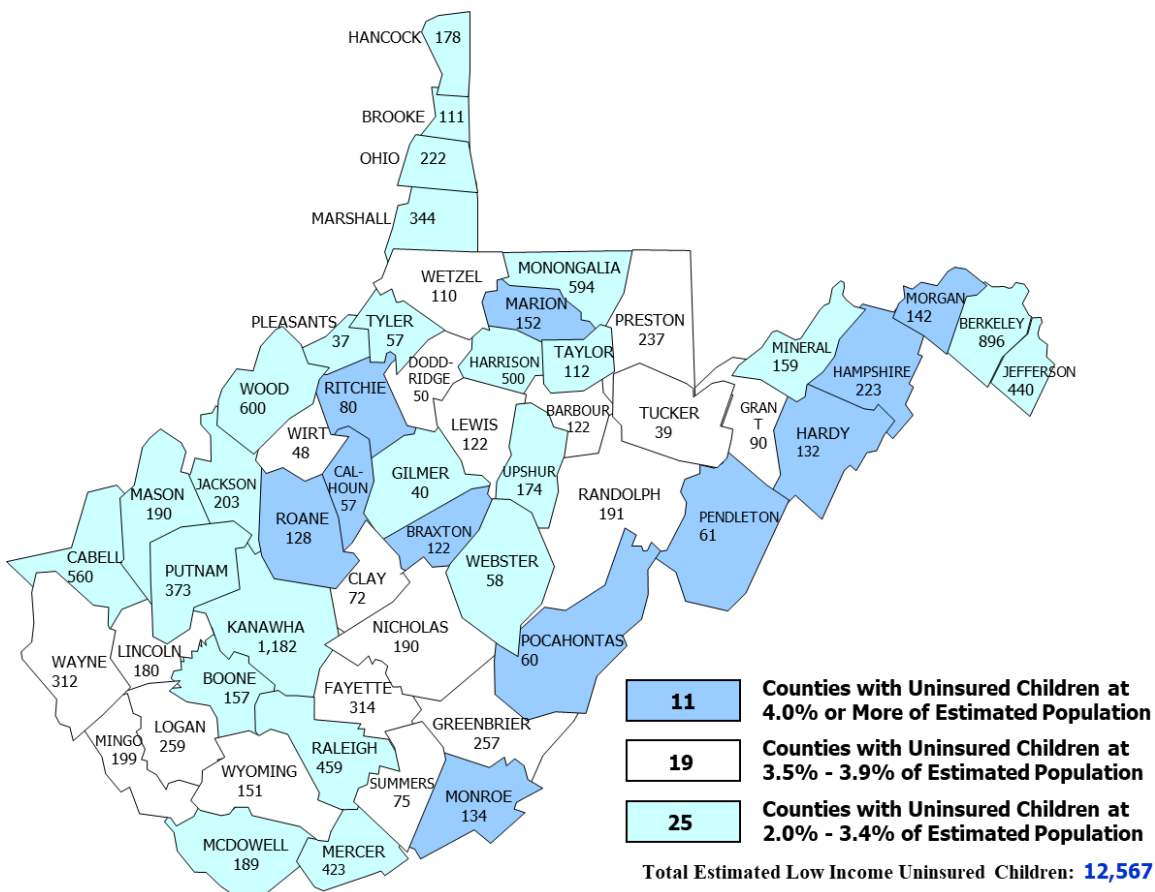 HANCOCK
178
BROOKE
111
OHIO
222
MARSHALL
344
WETZEL
110
MONONGALIA
594
MARION
152
PRESTON
237
MORGAN
142
BERKELEY
896
JEFFERSON
440
MINERAL
159
HAMPSHIRE
223
PLEASANTS
37
TYLER
57
DODD-
RIDGE
50
HARRISON
500
TAYLOR
112
WOOD
600
RITCHIE
80
WIRT
48
LEWIS
122
BARBOUR
122
TUCKER
39
GRAN
T
90
HARDY
132
CAL-
HOUN
57
GILMER
40
UPSHUR
174
RANDOLPH
191
PENDLETON
61
MASON
190
JACKSON
203
ROANE
128
BRAXTON
122
WEBSTER
58
CABELL
560
PUTNAM
373
CLAY
72
KANAWHA
1,182
NICHOLAS
190
POCAHONTAS
60
WAYNE
312
LINCOLN
180
BOONE
157
FAYETTE
314
GREENBRIER
257
MINGO
199
LOGAN
259
WYOMING
151
RALEIGH
459
SUMMERS
75
MONROE
134
MCDOWELL
189
MERCER
423
11
Counties with Uninsured Children at
4.0% or More of Estimated Population
19
Counties with Uninsured Children at
3.5% - 3.9% of Estimated Population
25
Counties with Uninsured Children at
2.0% - 3.4% of Estimated Population
Total Estimated Low Income Uninsured Children: 12,567